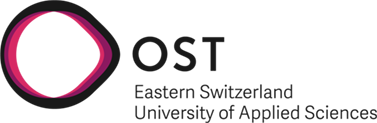 OST
Eastern Switzerland
University of Applied Sciences